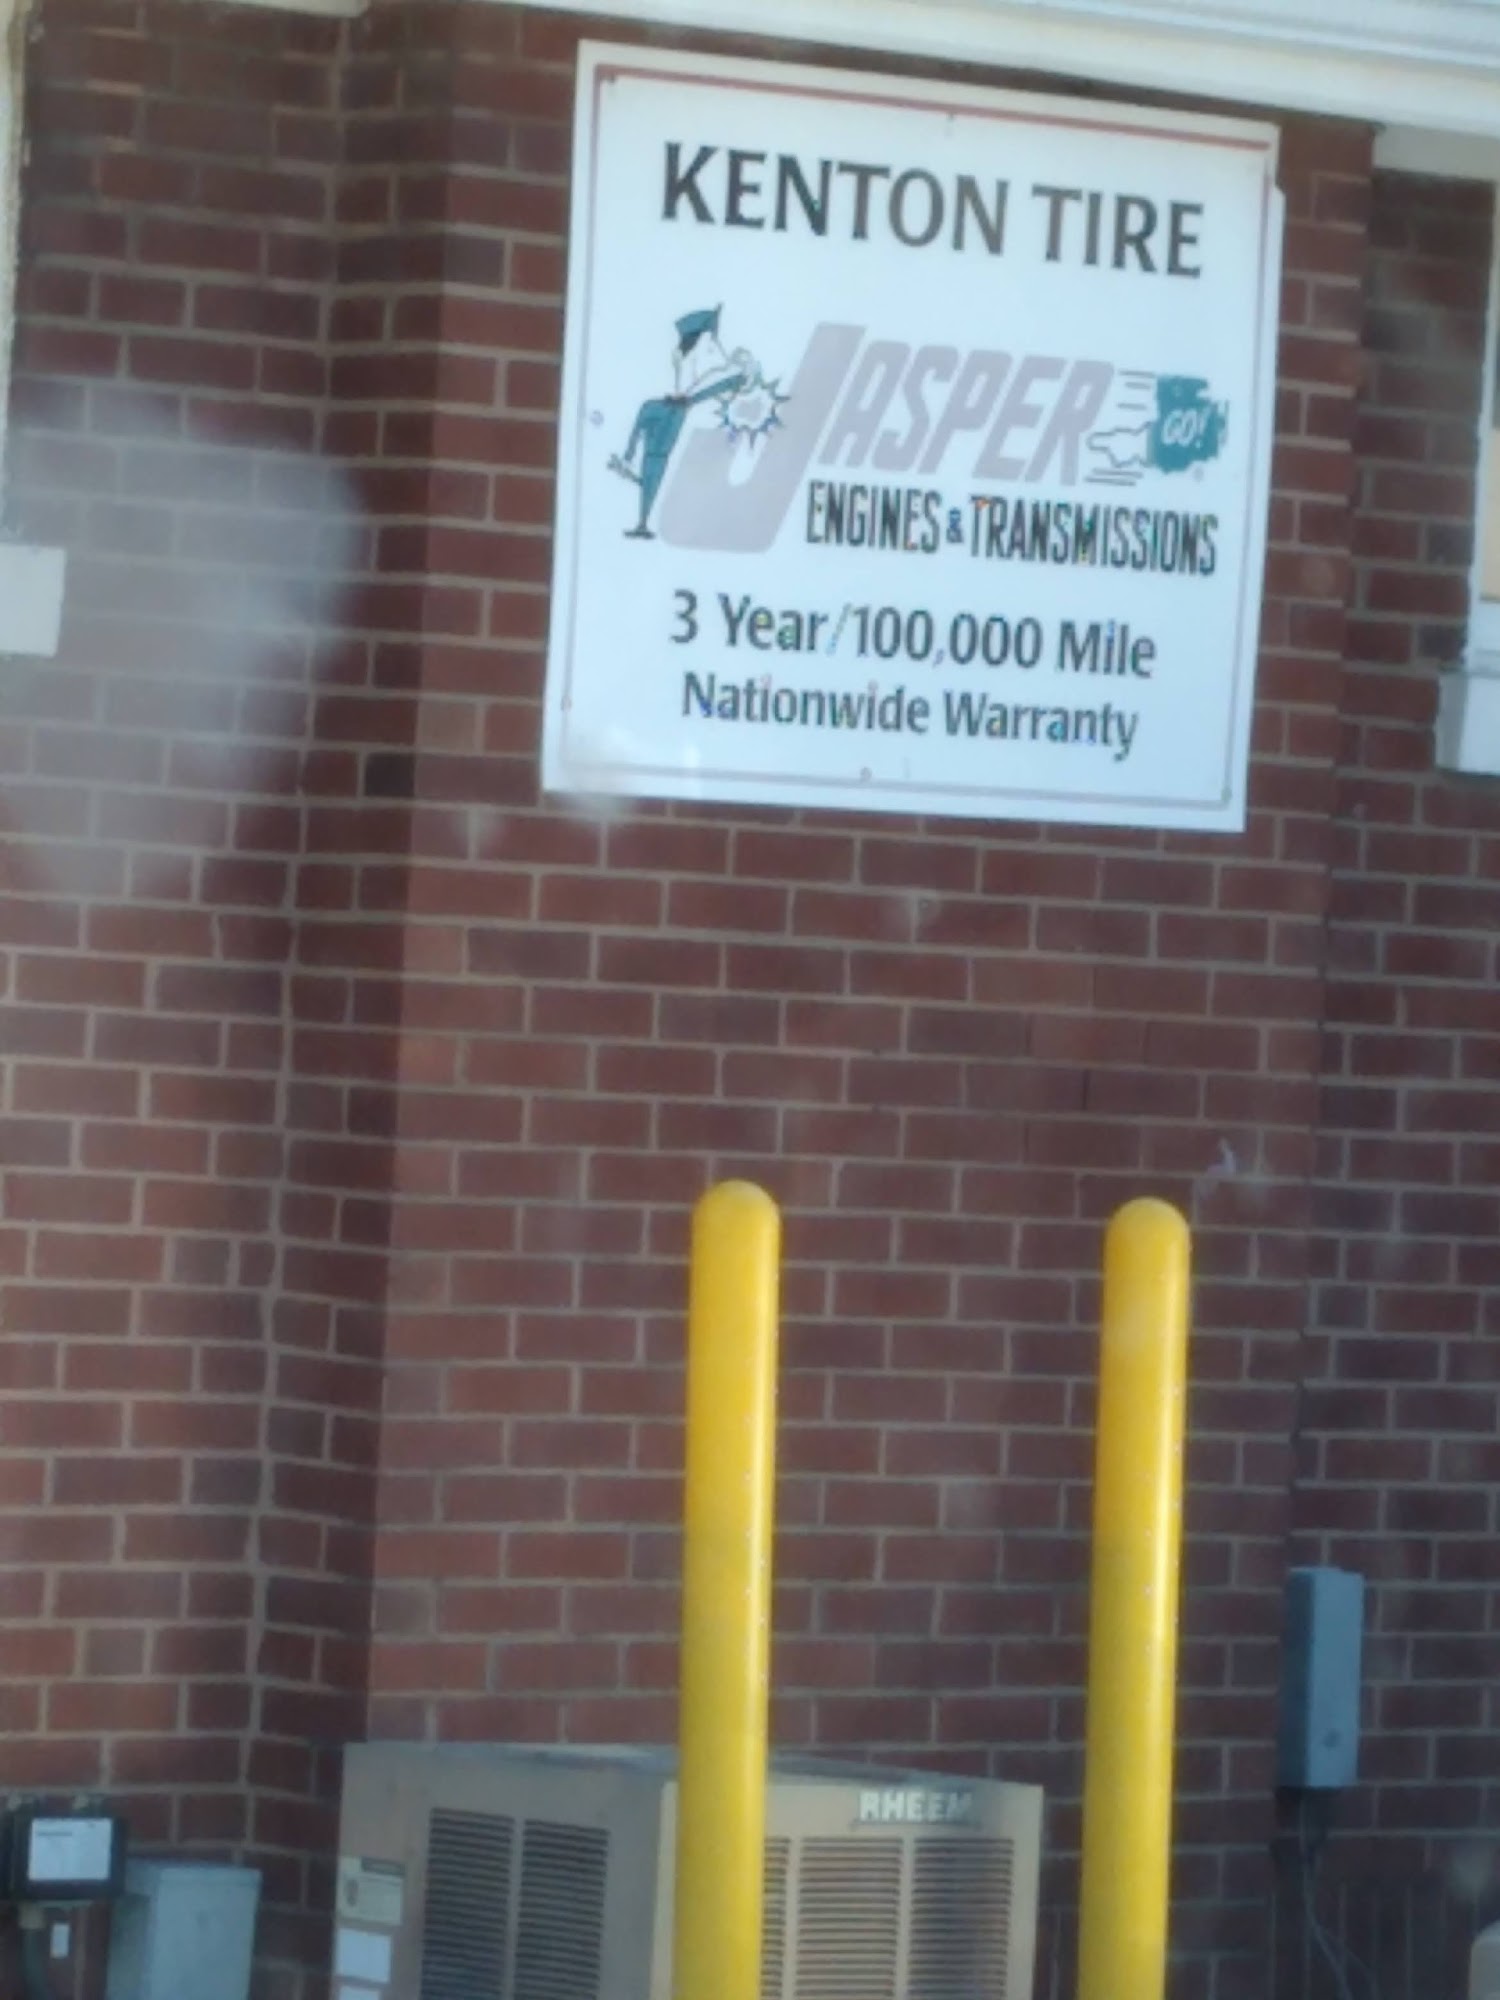 KENTON TIRE
JASPER
GO!
ENGINES & TRANSMISSIONS
3 Year/100,000 Mile
Nationwide Warranty
RHEEM